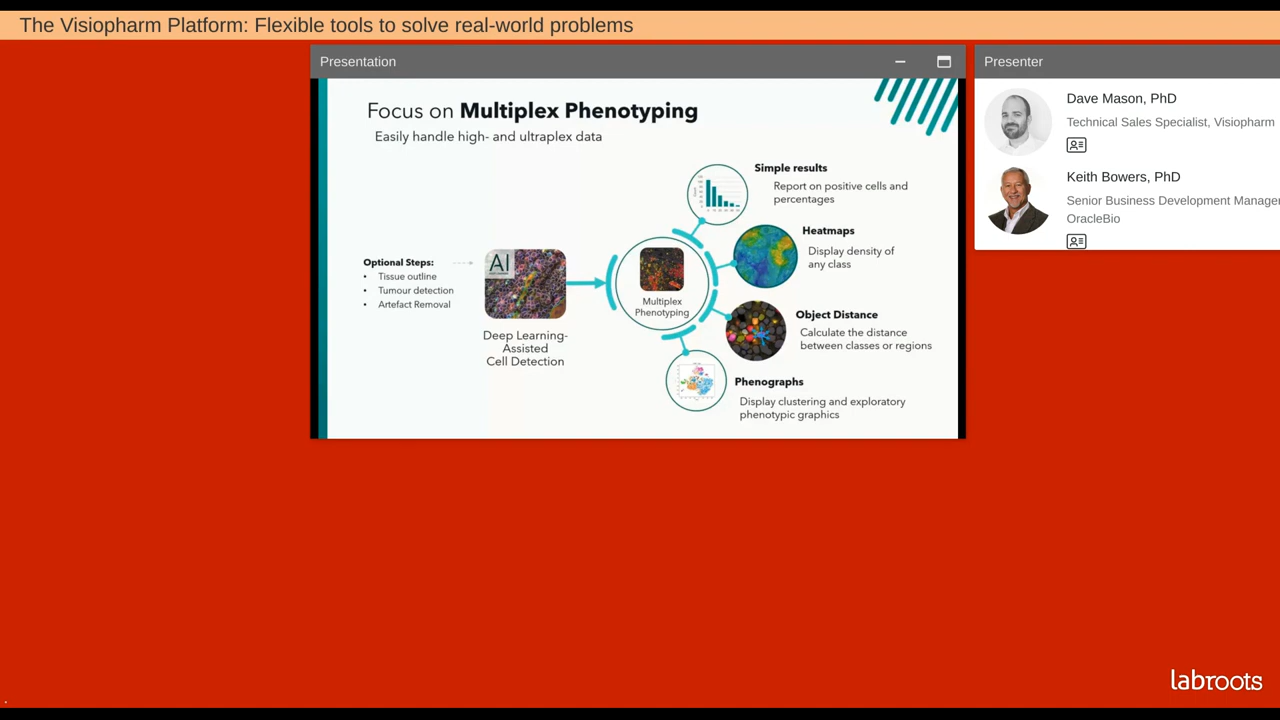 The Visiopharm Platform: Flexible tools to solve real-world problems
Presentation
Focus on Multiplex Phenotyping
Easily handle high- and ultraplex data
Optional Steps:
• Tissue outline
• Tumour detection
• Artefact Removal
AI
Deep Learning-
Assisted
Cell Detection
Multiplex
Phenotyping
Simple results
Report on positive cells and
percentages
Heatmaps
Display density of
any class
Object Distance
Calculate the distance
between classes or regions
Phenographs
Display clustering and exploratory
phenotypic graphics
Presenter
Dave Mason, PhD
Technical Sales Specialist, Visiopharm
Keith Bowers, PhD
Senior Business Development Manager
OracleBio
labroots